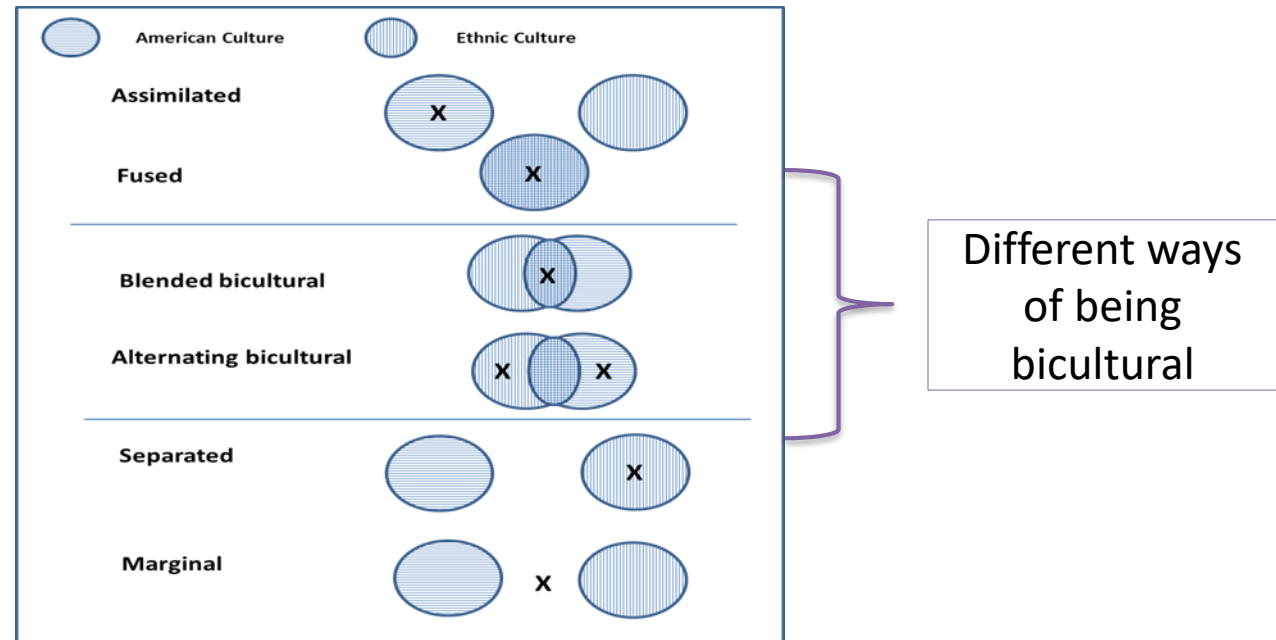 American Culture
Ethnic Culture
Assimilated
X
Fused
X
Blended bicultural
X
Alternating bicultural
X
X
Separated
X
Marginal
X
Different ways
of being
bicultural